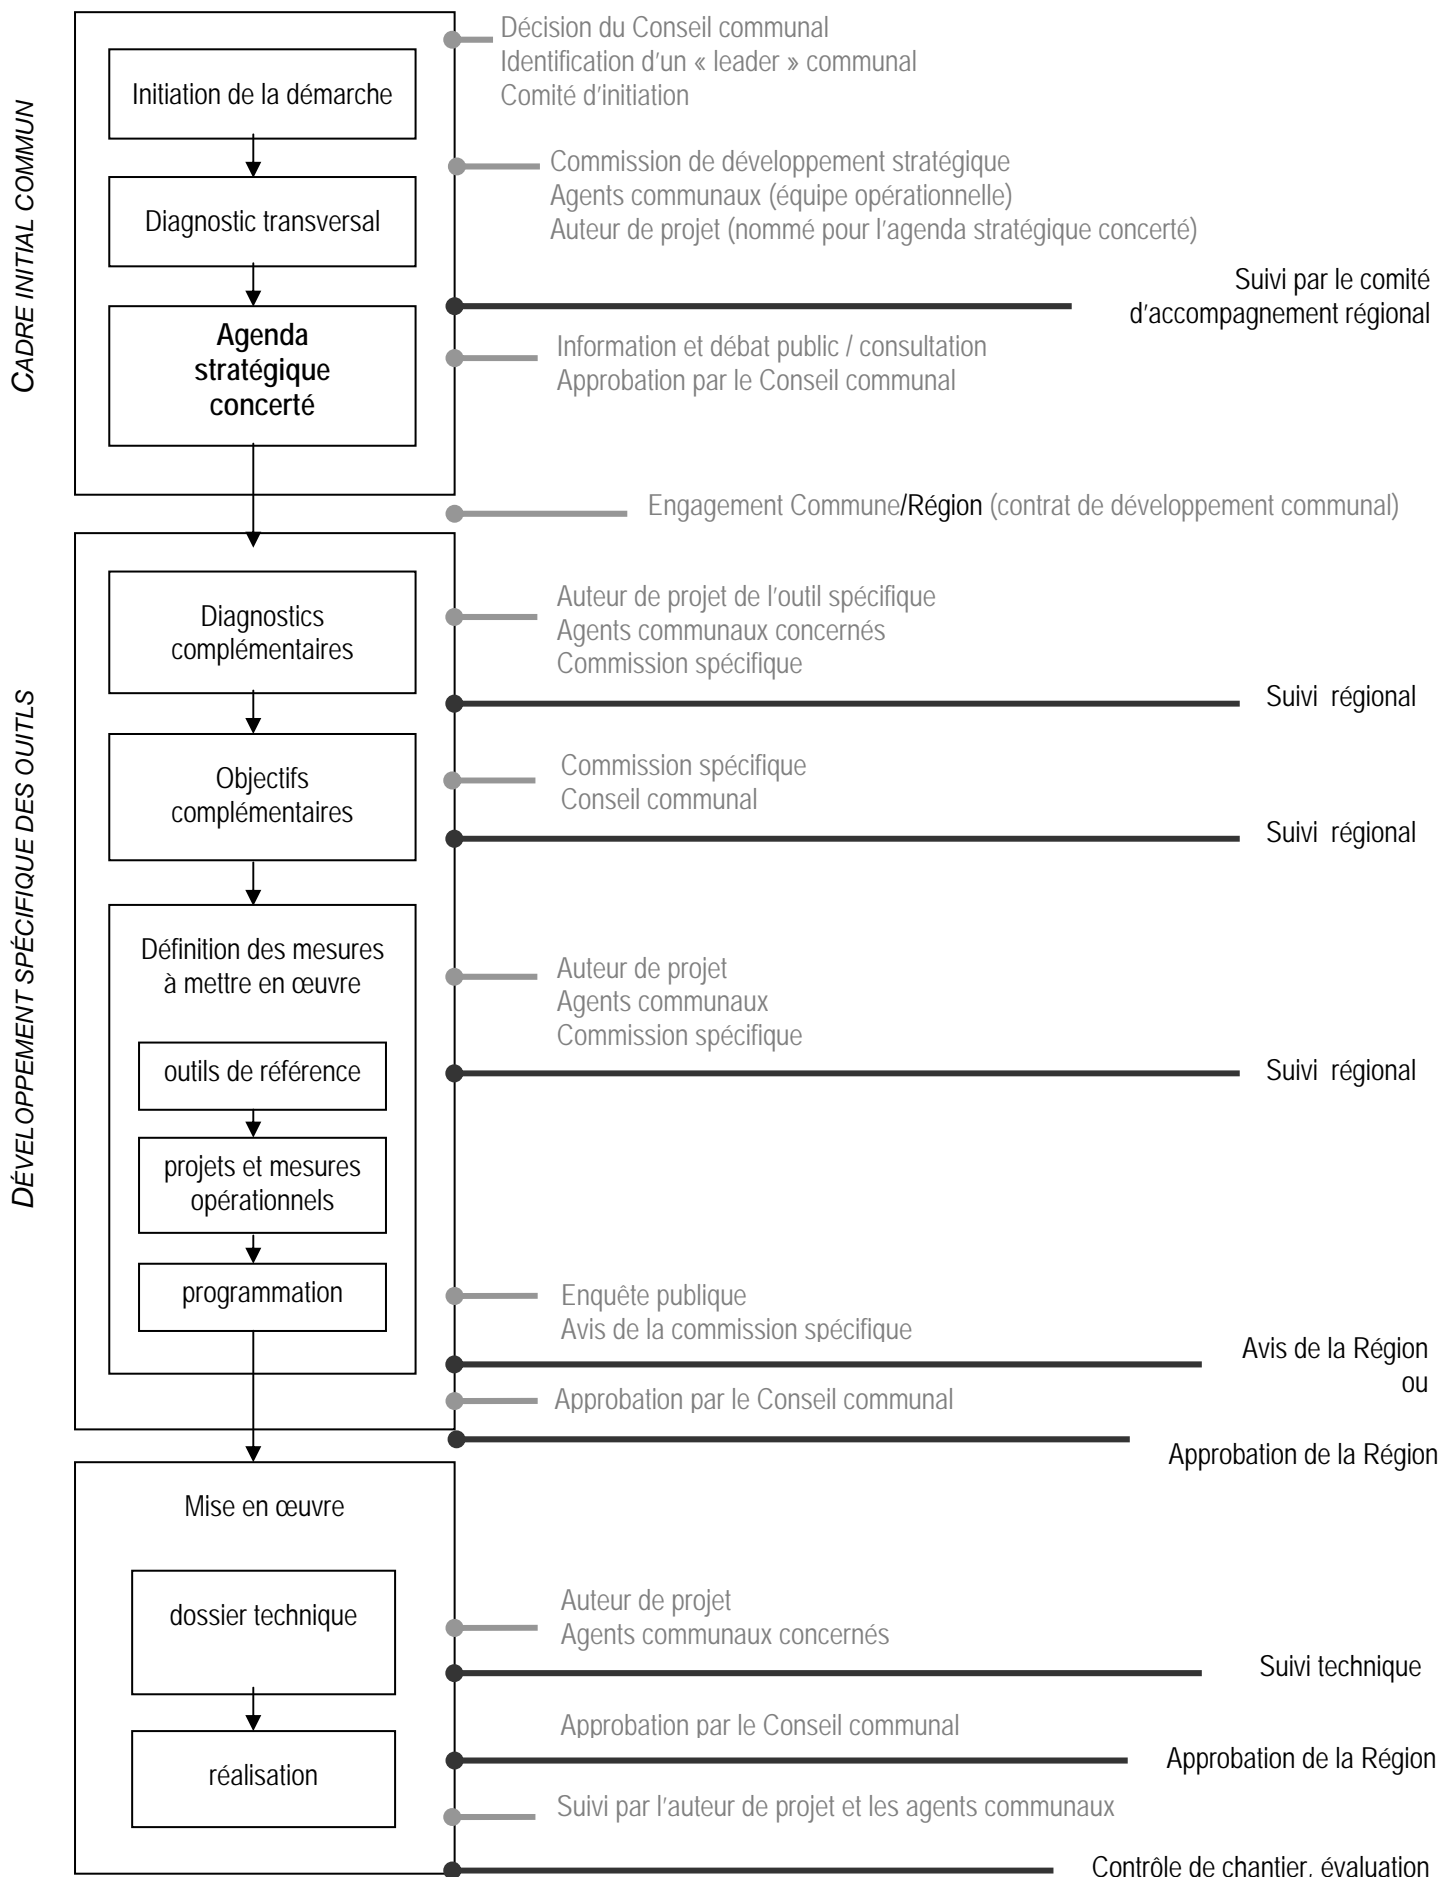 CADRE INITIAL COMMUN
Initiation de la démarche
Décision du Conseil communal
Identification d'un « leader » communal
Comité d'initiation
Diagnostic transversal
Commission de développement stratégique
Agents communaux (équipe opérationnelle)
Auteur de projet (nommé pour l'agenda stratégique concerté)
Suivi par le comité
d'accompagnement régional
Agenda
stratégique
concerté
Information et débat public / consultation
Approbation par le Conseil communal
Engagement Commune/Région (contrat de développement communal)
DÉVELOPPEMENT SPÉCIFIQUE DES OUITLS
Diagnostics
complémentaires
Auteur de projet de l'outil spécifique
Agents communaux concernés
Commission spécifique
Suivi régional
Objectifs
complémentaires
Commission spécifique
Conseil communal
Suivi régional
Définition des mesures
à mettre en œuvre
Auteur de projet
Agents communaux
Commission spécifique
outils de référence
Suivi régional
projets et mesures
opérationnels
programmation
Enquête publique
Avis de la commission spécifique
Avis de la Région
ou
Approbation par le Conseil communal
Approbation de la Région
Mise en œuvre
dossier technique
Auteur de projet
Agents communaux concernés
Suivi technique
Approbation par le Conseil communal
Approbation de la Région
réalisation
Suivi par l'auteur de projet et les agents communaux
Contrôle de chantier, évaluation